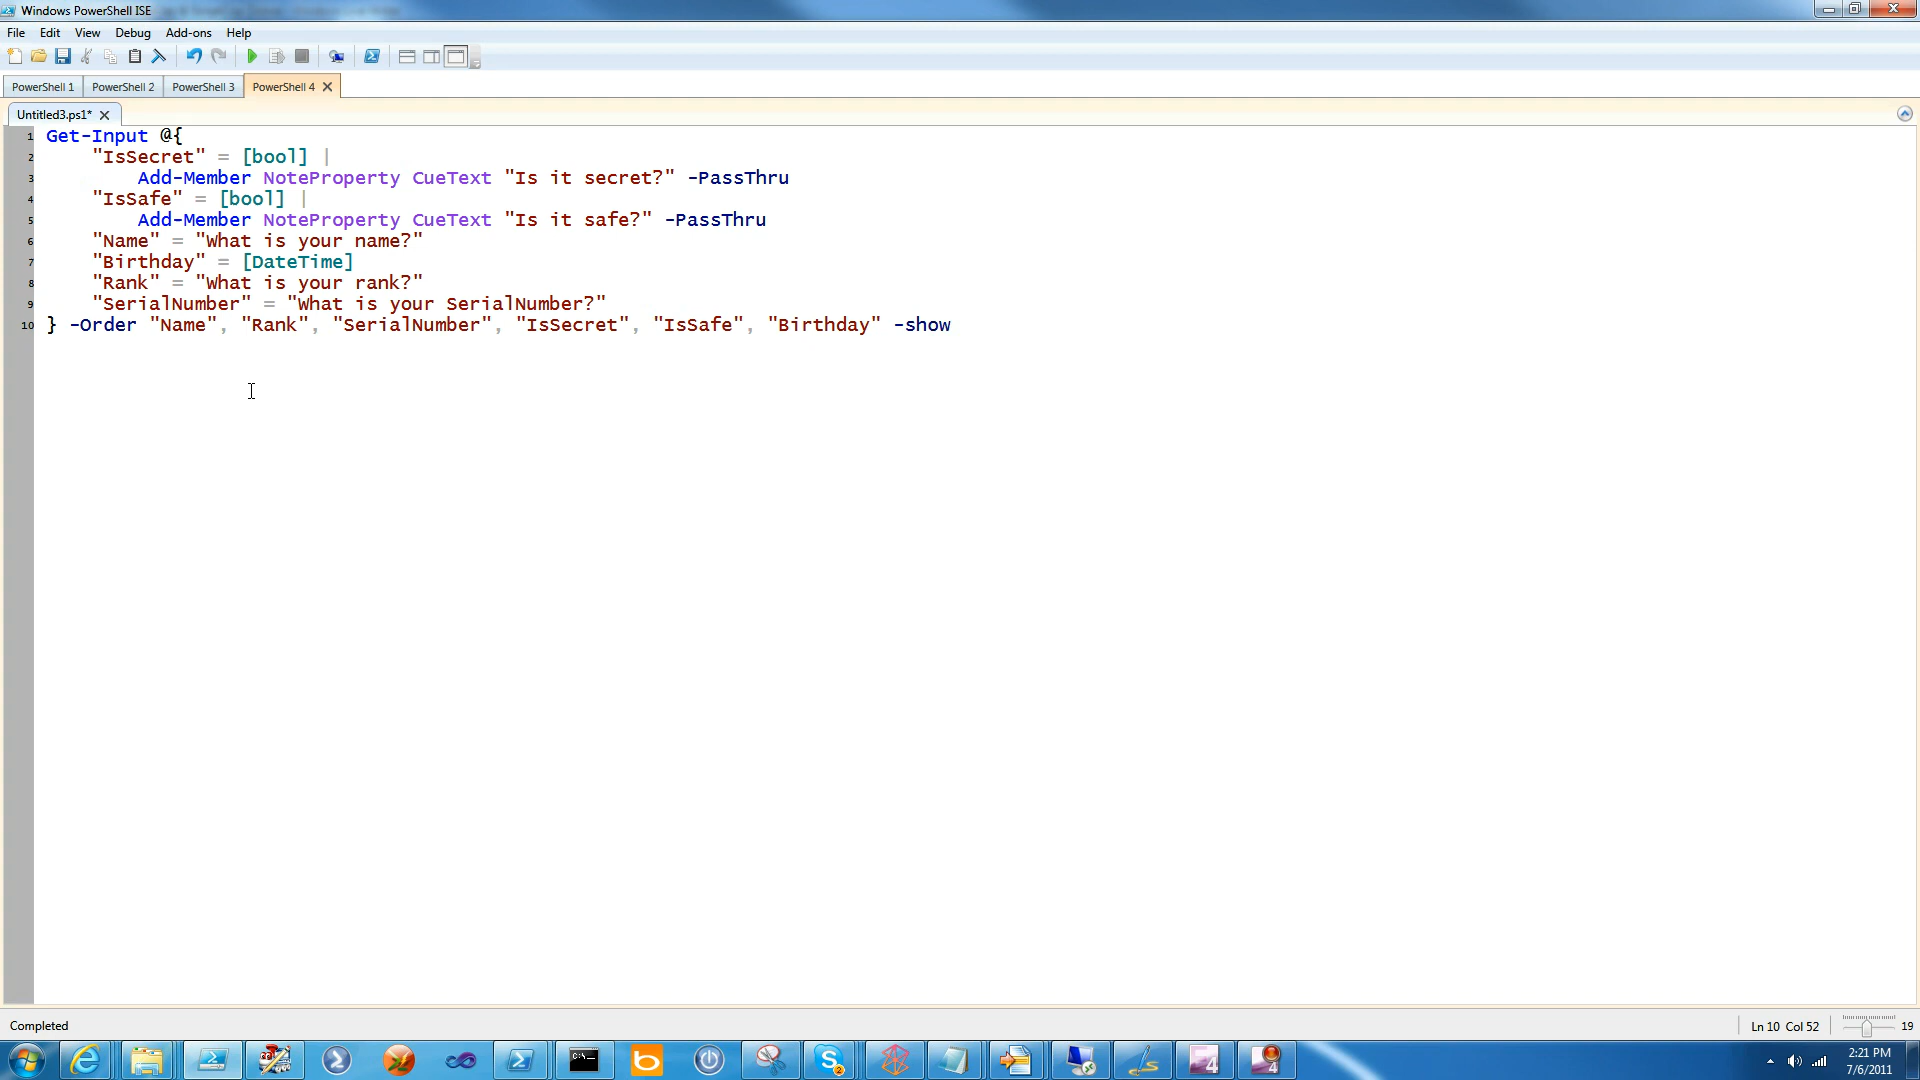 Windows PowerShell ISE
File Edit View Debug Add-ons Help
PowerShell 1 PowerShell 2 PowerShell 3 PowerShell 4
Untitled3.ps1*
1 Get-Input @{
2 "IsSecret" = [bool] |
3 Add-Member NoteProperty CueText "Is it secret?" -PassThru
4 "IsSafe" = [bool] |
5 Add-Member NoteProperty CueText "Is it safe?" -PassThru
6 "Name" = "What is your name?"
7 "Birthday" = [DateTime]
8 "Rank" = "What is your rank?"
9 "SerialNumber" = "What is your SerialNumber?"
10 } -Order "Name", "Rank", "SerialNumber", "IsSecret", "IsSafe", "Birthday" -show
Completed
Ln 10 Col 52
19
C:\_
b
S
2
4
4
2:21 PM
7/6/2011